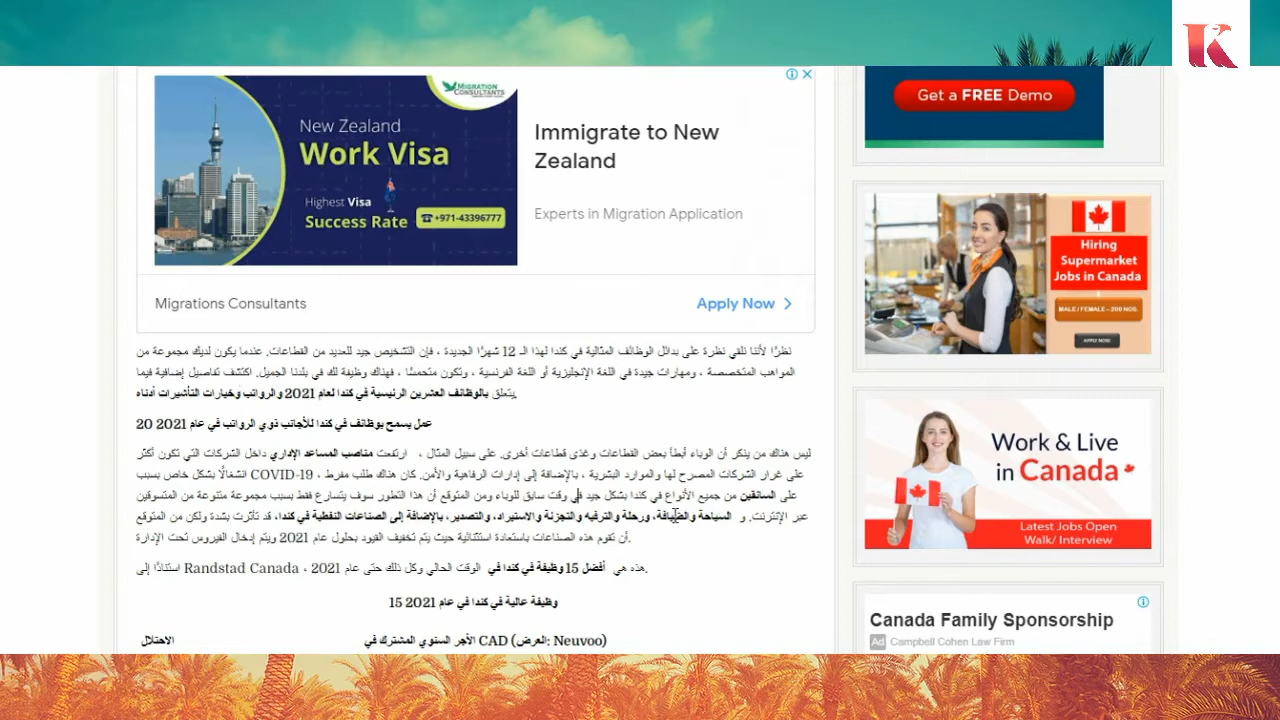 K
MIGRATION
CONSULTANTS
New Zealand
Work Visa
Highest Visa
Success Rate
+971-43396777
Immigrate to New
Zealand
Experts in Migration Application
Migrations Consultants
Apply Now
نظرًا لأننا نلقي نظرة على بدائل الوظائف المثالية في كندا لهذا الـ 12 شهرًا الجديدة ، فإن التشخيص جيد للعديد من القطاعات. عندما يكون لديك مجموعة من
المواهب المتخصصة ، ومهارات جيدة في اللغة الإنجليزية أو اللغة الفرنسية ، وتكون متحمسًا ، فهناك وظيفة لك في بلدنا الجميل. اكتشف تفاصيل إضافية فيما
يتعلق بالوظائف العشرين الرئيسية في كندا لعام 2021 والرواتب وخيارات التأشيرات أدناه.
20 عمل يسمح بوظائف في كندا للأجانب ذوي الرواتب في عام 2021
ليس هناك من ينكر أن الوباء أبطأ بعض القطاعات وغذى قطاعات أخرى. على سبيل المثال ، ارتفعت مناصب المساعد الإداري داخل الشركات التي تكون أكثر
انشغالًا بشكل خاص بسبب COVID-19 ، على غرار الشركات المصرح لها والموارد البشرية ، بالإضافة إلى إدارات الرفاهية والأمن. كان هناك طلب مفرط
على السائقين من جميع الأنواع في كندا بشكل جيد في وقت سابق للوباء ومن المتوقع أن هذا التطور سوف يتسارع فقط بسبب مجموعة متنوعة من المتسوقين
عبر الإنترنت. و السياحة والضيافة، ورحلة والترفيه والتجزئة والاستيراد، والتصدير، بالإضافة إلى الصناعات النفطية في كندا، قد تأثرت بشدة ولكن من المتوقع
أن تقوم هذه الصناعات باستعادة استثنائية حيث يتم تخفيف القيود بحلول عام 2021 ويتم إدخال الفيروس تحت الإدارة.
استنادًا إلى Randstad Canada ، هذه هي أفضل 15 وظيفة في كندا في الوقت الحالي وكل ذلك حتى عام 2021.
15 وظيفة عالية في كندا في عام 2021
الاحتلال
الأجر السنوي المشترك في CAD (العرض: Neuvoo)
Get a FREE Demo
Hiring
Supermarket
Jobs in Canada
MALE / FEMALE – 200 NOS.
APPLY NOW
Work & Live
in Canada
Latest Jobs Open
Walk/ Interview
Canada Family Sponsorship
Ad Campbell Cohen Law Firm